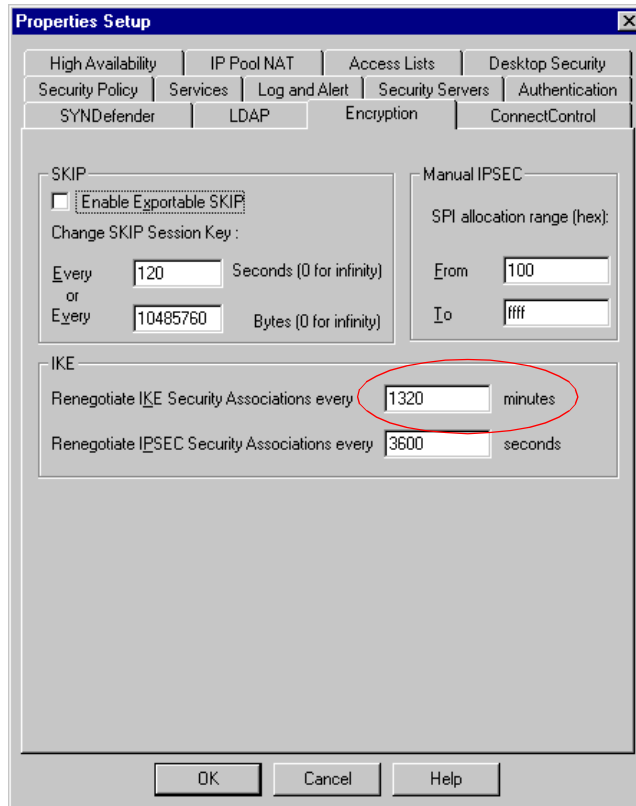 Properties Setup
High Availability IP Pool NAT Access Lists Desktop Security
Security Policy Services Log and Alert Security Servers Authentication
SYNDefender LDAP Encryption ConnectControl
SKIP
Enable Exportable SKIP
Change SKIP Session Key :
Every 120 Seconds (0 for infinity)
or
Every 10485760 Bytes (0 for infinity)
Manual IPSEC
SPI allocation range (hex):
From 100
To ffff
IKE
Renegotiate IKE Security Associations every 1320 minutes
Renegotiate IPSEC Security Associations every 3600 seconds
OK Cancel Help